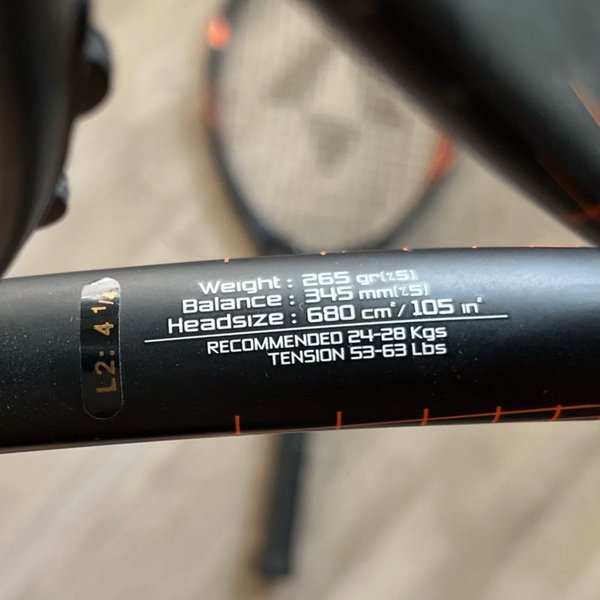 Weight : 265 gr(±5)
Balance : 345 mm(±5)
Headsize : 680 cm²/ 105 in²
RECOMMENDED 24-28 Kgs
TENSION 53-63 Lbs
L2: 4 ¼